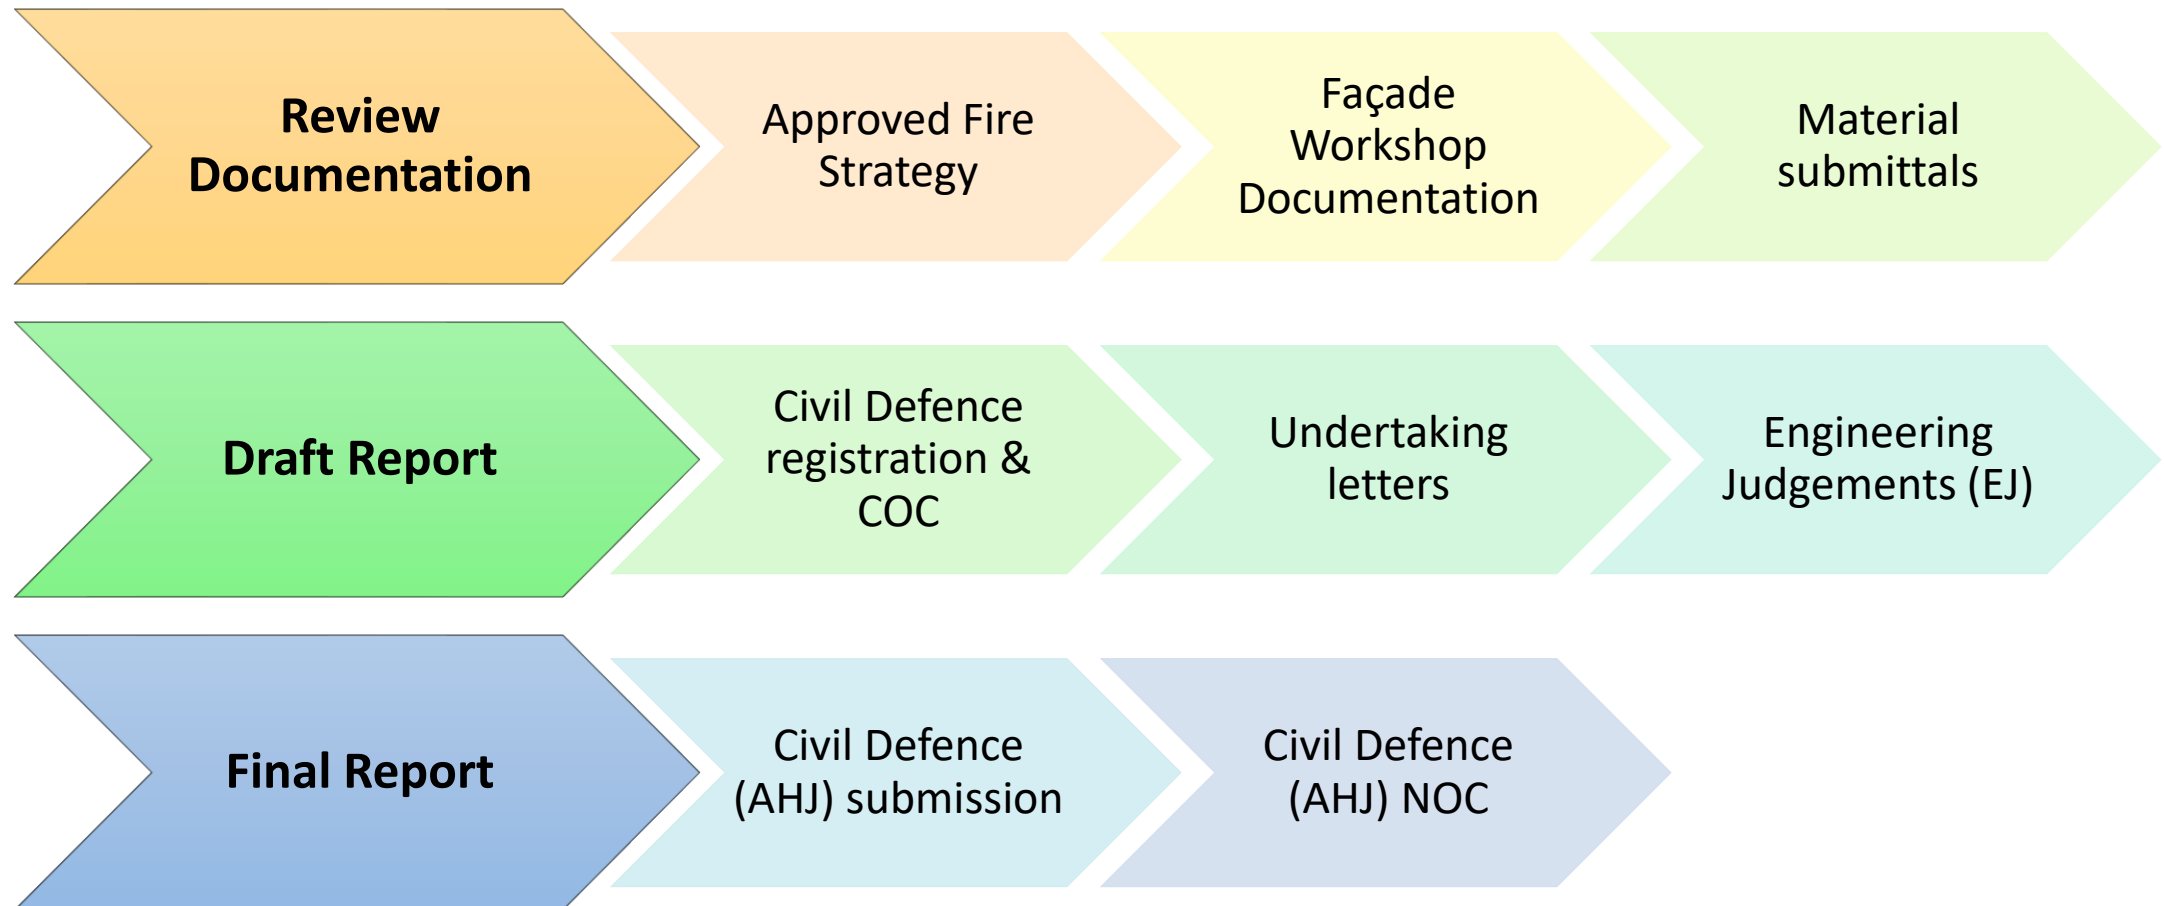 Review
Documentation
Approved Fire
Strategy
Façade
Workshop
Documentation
Material
submittals
Draft Report
Civil Defence
registration &
COC
Undertaking
letters
Engineering
Judgements (EJ)
Final Report
Civil Defence
(AHJ) submission
Civil Defence
(AHJ) NOC